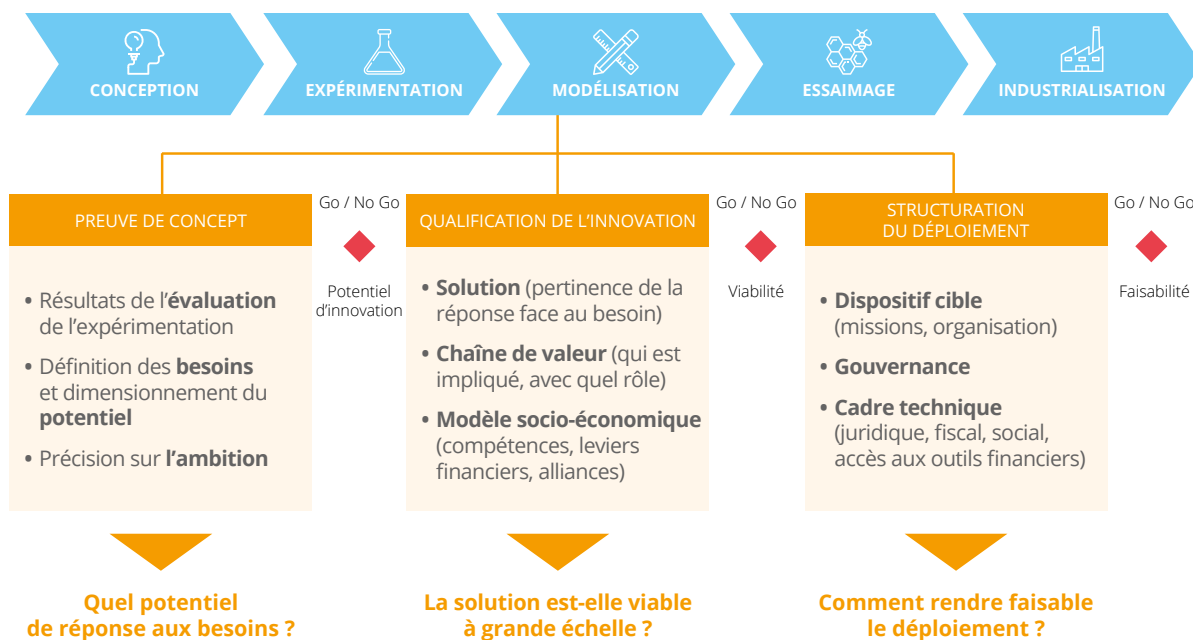 CONCEPTION
EXPÉRIMENTATION
MODÉLISATION
ESSAIMAGE
INDUSTRIALISATION
PREUVE DE CONCEPT
• Résultats de l'évaluation
de l'expérimentation
• Définition des besoins
et dimensionnement du
potentiel
• Précision sur l'ambition
Quel potentiel
de réponse aux besoins ?
Go / No Go
Potentiel
d'innovation
QUALIFICATION DE L'INNOVATION
• Solution (pertinence de la
réponse face au besoin)
• Chaîne de valeur (qui est
impliqué, avec quel rôle)
• Modèle socio-économique
(compétences, leviers
financiers, alliances)
La solution est-elle viable
à grande échelle ?
Go / No Go
Viabilité
STRUCTURATION
DU DÉPLOIEMENT
• Dispositif cible
(missions, organisation)
• Gouvernance
• Cadre technique
(juridique, fiscal, social,
accès aux outils financiers)
Comment rendre faisable
le déploiement ?
Go / No Go
Faisabilité